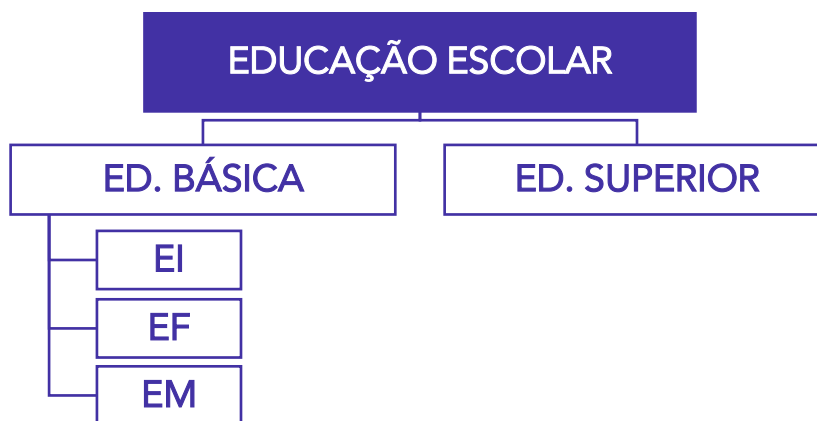 EDUCAÇÃO ESCOLAR
ED. BÁSICA
ED. SUPERIOR
EI
EF
EM